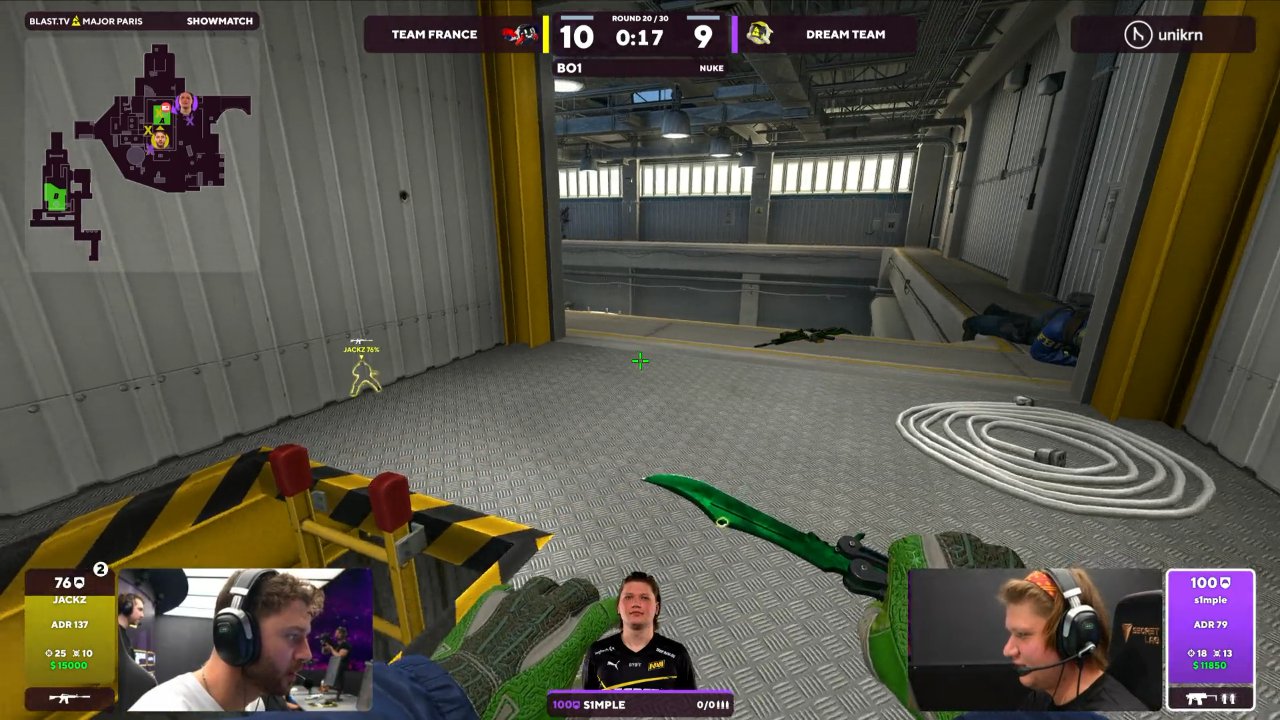 BLAST.TV MAJOR PARIS
SHOWMATCH
TEAM FRANCE
10
ROUND 20 / 30
0:17
9
DREAM TEAM
unikrn
BO1
NUKE
JACKZ 76%
2
76
JACKZ
ADR 137
25 10
$15000
SECRET
LAB
100
s1mple
ADR 79
18 13
$11850
100 S1MPLE
0/0